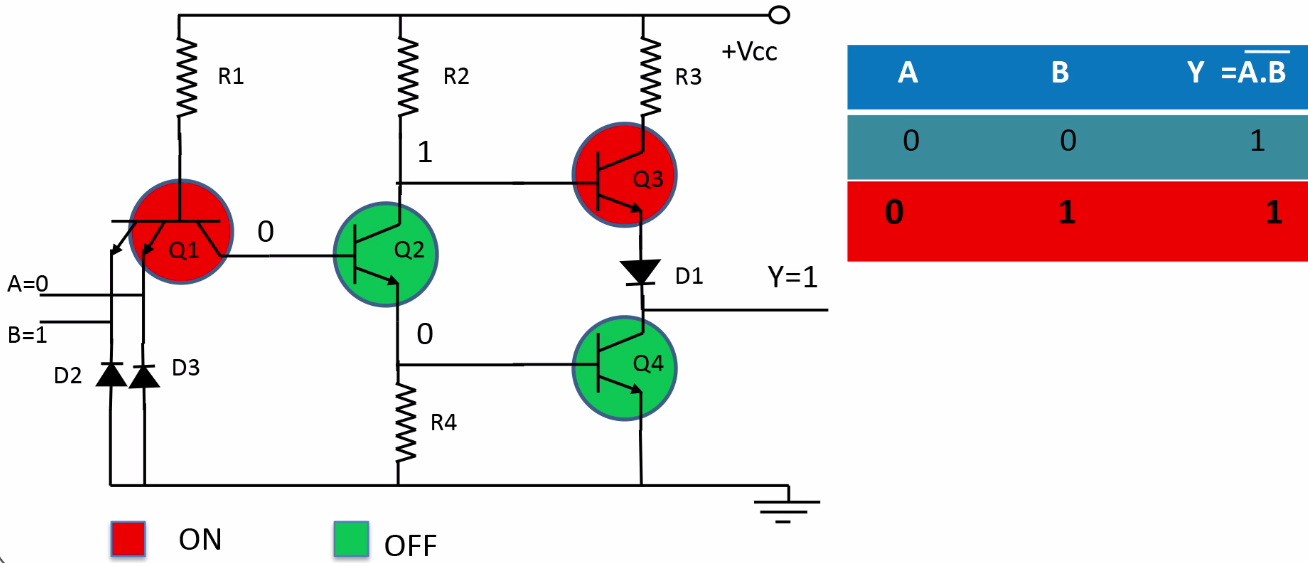 +Vcc
R1
R2
R3
1
Q3
Q1
0
Q2
A=0
B=1
D1
Y=1
0
D2
D3
Q4
R4
ON
OFF
A B Y =A̅.̅B̅
0 0 1
0 1 1